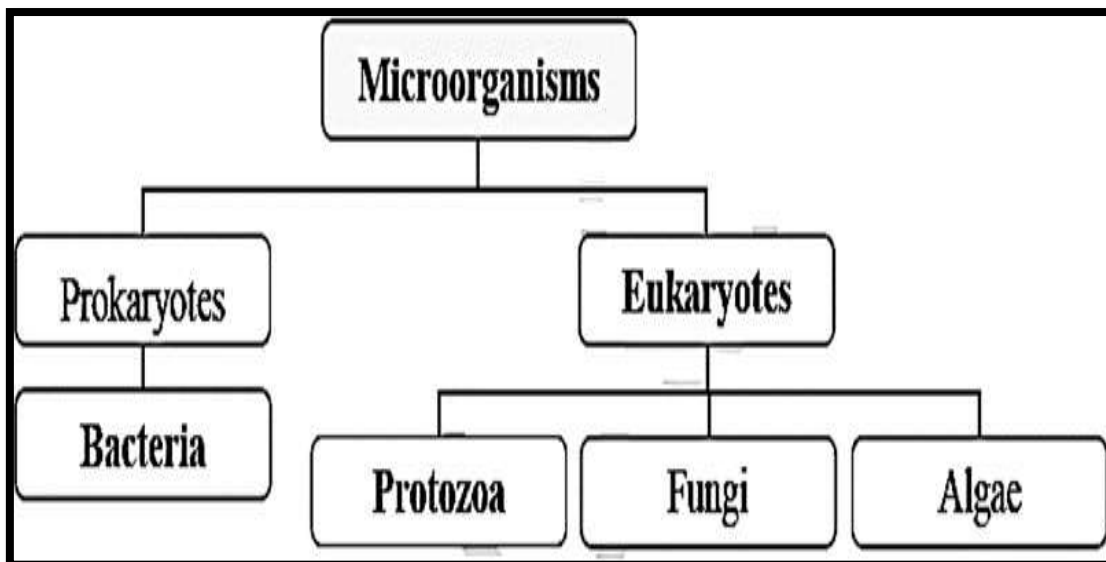 Microorganisms
Prokaryotes
Eukaryotes
Bacteria
Protozoa
Fungi
Algae